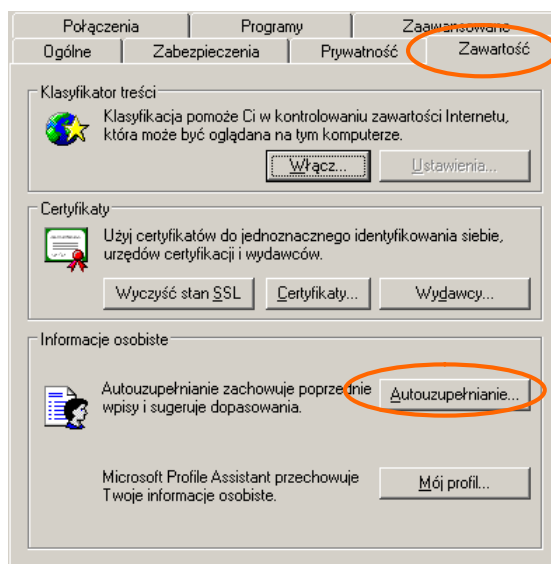 Połączenia Programy Zaawansowane
Ogólne Zabezpieczenia Prywatność Zawartość
Klasyfikator treści
Klasyfikacja pomoże Ci w kontrolowaniu zawartości Internetu,
która może być oglądana na tym komputerze.
Włącz... Ustawienia...
Certyfikaty
Użyj certyfikatów do jednoznacznego identyfikowania siebie,
urzędów certyfikacji i wydawców.
Wyczyść stan SSL Certyfikaty... Wydawcy...
Informacje osobiste
Autouzupełnianie zachowuje poprzednie
wpisy i sugeruje dopasowania.
Autouzupełnianie...
Microsoft Profile Assistant przechowuje
Twoje informacje osobiste.
Mój profil...